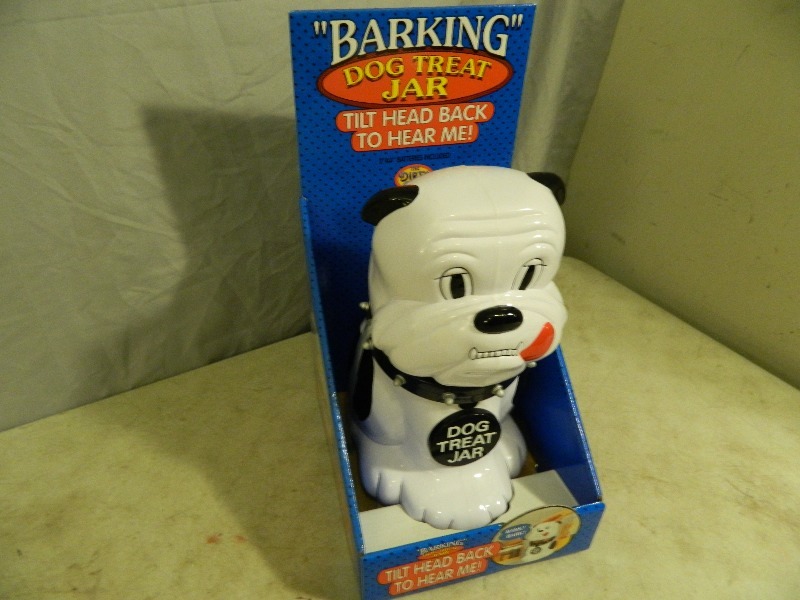 "BARKING"
DOG TREAT
JAR
TILT HEAD BACK
TO HEAR ME!
DOG
TREAT
JAR
"BARKING"
TILT HEAD BACK
TO HEAR ME!